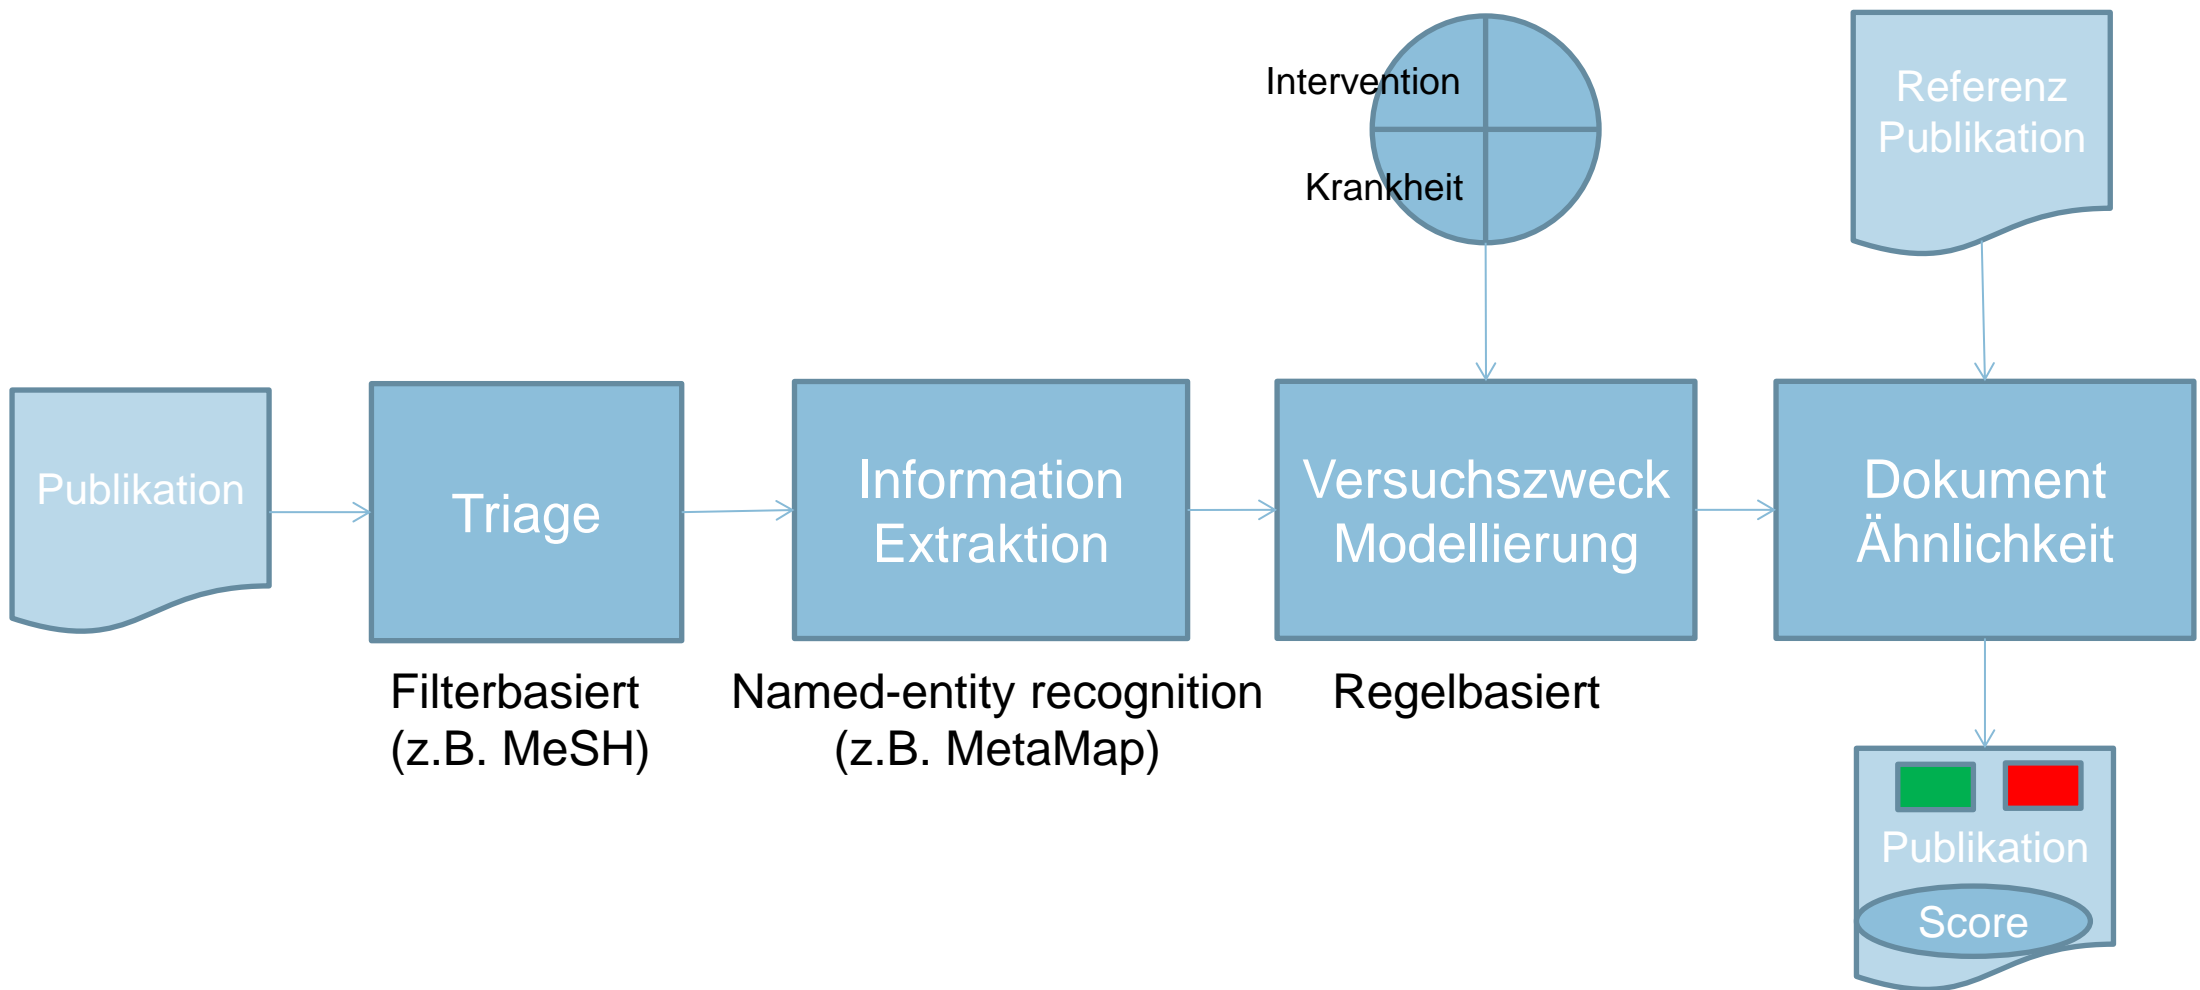 Intervention
Krankheit
Referenz
Publikation
Publikation
Triage
Information
Extraktion
Versuchszweck
Modellierung
Dokument
Ähnlichkeit
Filterbasiert
(z.B. MeSH)
Named-entity recognition
(z.B. MetaMap)
Regelbasiert
Publikation
Score